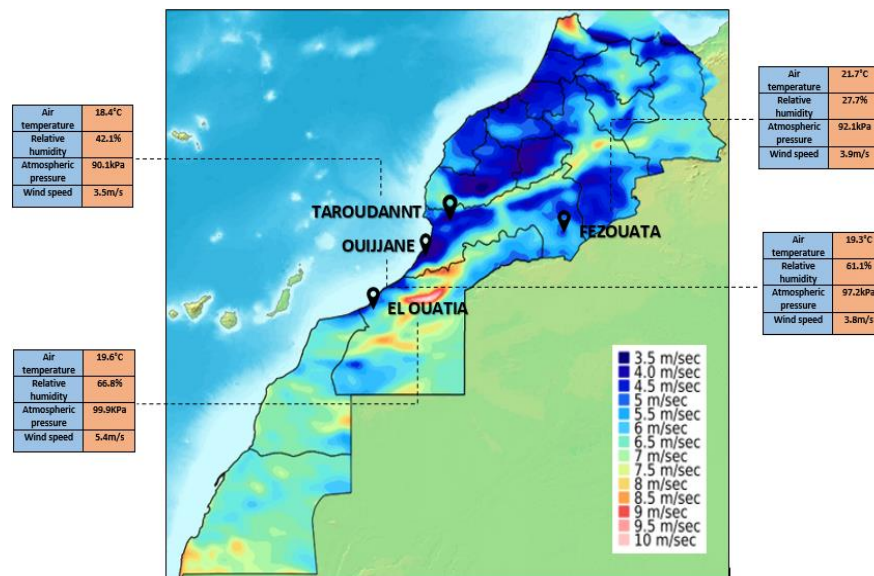 Air temperature 18.4°C
Relative humidity 42.1%
Atmospheric pressure 90.1kPa
Wind speed 3.5m/s
Air temperature 21.7°C
Relative humidity 27.7%
Atmospheric pressure 92.1kPa
Wind speed 3.9m/s
TAROUDANNT
OUIJJANE
FEZOUATA
EL OUATIA
Air temperature 19.3°C
Relative humidity 61.1%
Atmospheric pressure 97.2kPa
Wind speed 3.8m/s
Air temperature 19.6°C
Relative humidity 66.8%
Atmospheric pressure 99.9KPa
Wind speed 5.4m/s
3.5 m/sec
4.0 m/sec
4.5 m/sec
5 m/sec
5.5 m/sec
6 m/sec
6.5 m/sec
7 m/sec
7.5 m/sec
8 m/sec
8.5 m/sec
9 m/sec
9.5 m/sec
10 m/sec